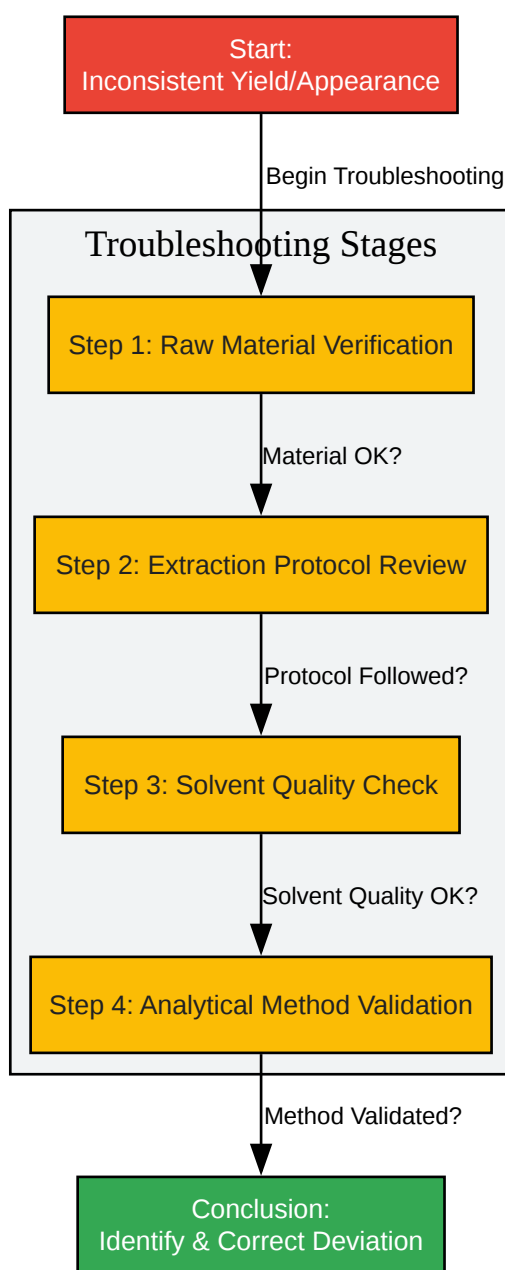 Start:
Inconsistent Yield/Appearance
Begin Troubleshooting
Troubleshooting Stages
Step 1: Raw Material Verification
Material OK?
Step 2: Extraction Protocol Review
Protocol Followed?
Step 3: Solvent Quality Check
Solvent Quality OK?
Step 4: Analytical Method Validation
Method Validated?
Conclusion:
Identify & Correct Deviation